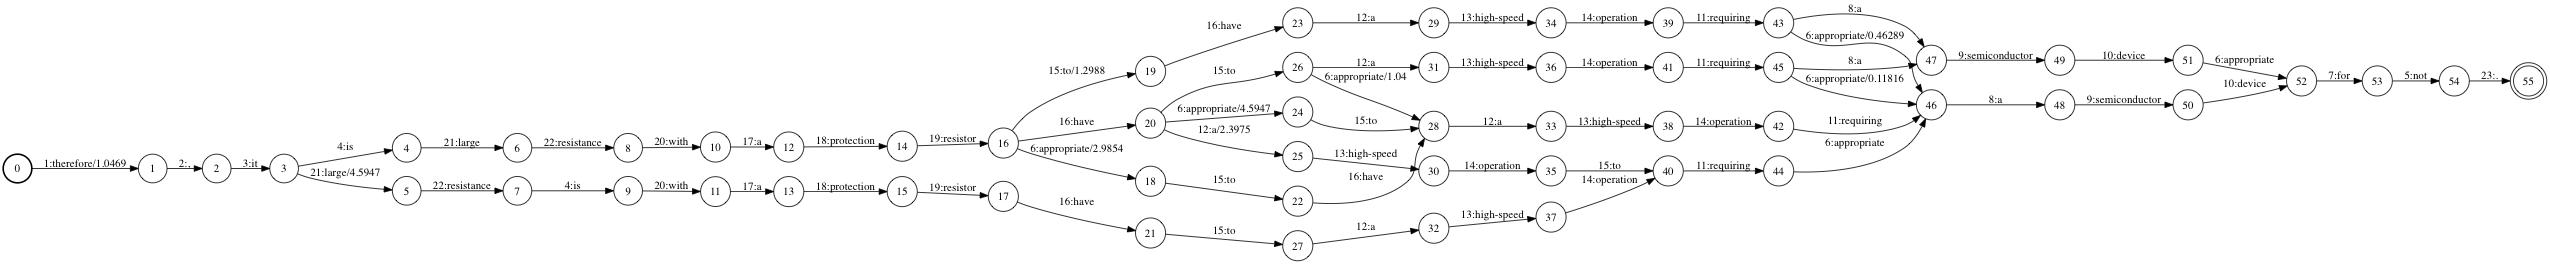 0 1:therefore/1.0469 1 2:, 2 3:it 3
4:is 4 21:large 6 22:resistance 8 20:with 10 17:a 12 18:protection 14 19:resistor 16
21:large/4.5947 5 22:resistance 7 4:is 9 20:with 11 17:a 13 18:protection 15 19:resistor 17
15:to/1.2988 19 16:have 23 12:a 29 13:high-speed 34 14:operation 39 11:requiring 43 8:a
6:appropriate/0.46289
16:have 20 15:to 26 12:a 31 13:high-speed 36 14:operation 41 11:requiring 45 8:a 47 9:semiconductor 49 10:device 51 6:appropriate
6:appropriate/1.04
6:appropriate/0.11816
6:appropriate/4.5947 24 15:to 28 12:a 33 13:high-speed 38 14:operation 42 11:requiring 46 8:a 48 9:semiconductor 50 10:device
52 7:for 53 5:not 54 23:. 55
12:a/2.3975 25 13:high-speed 30 14:operation 35 15:to 40 11:requiring 44 6:appropriate
6:appropriate/2.9854 18 15:to 22 16:have
16:have 21 15:to 27 12:a 32 13:high-speed 37 14:operation